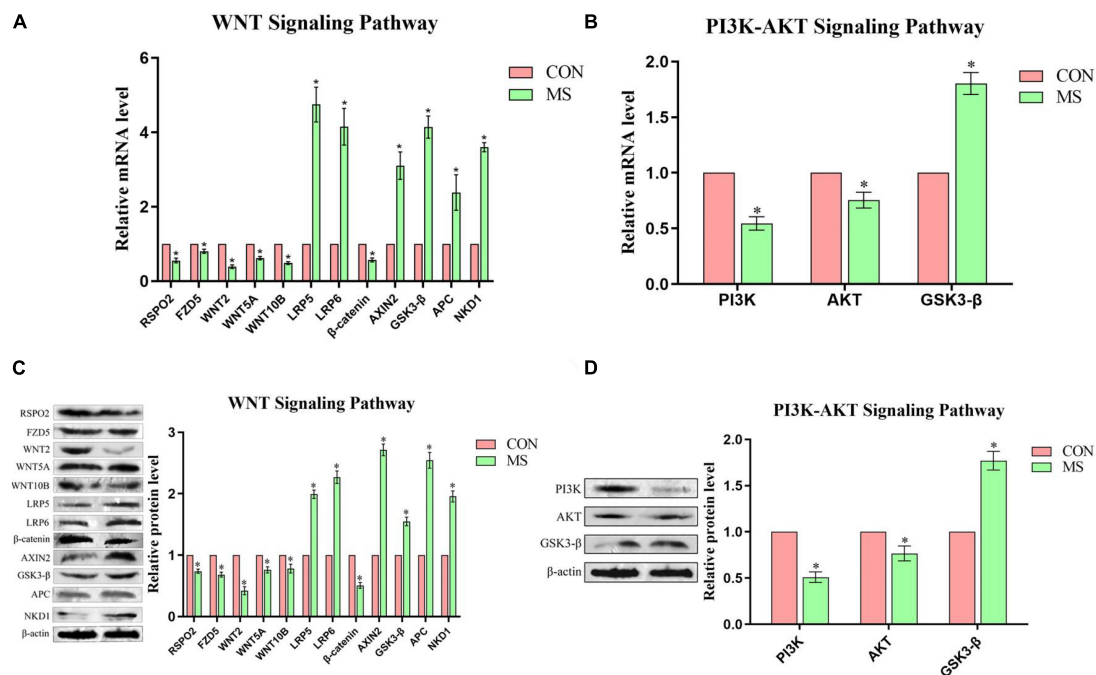 A
WNT Signaling Pathway
Relative mRNA level
6
4
2
0
CON
MS
* * * * * * * * * * * *
RSPO2
FZD5
WNT2
WNT5A
WNT10B
LRP5
LRP6
β-catenin
AXIN2
GSK3-β
APC
NKD1
B
PI3K-AKT Signaling Pathway
Relative mRNA level
2.0
1.5
1.0
0.5
0.0
CON
MS
* * *
PI3K
AKT
GSK3-β
C
RSPO2
FZD5
WNT2
WNT5A
WNT10B
LRP5
LRP6
β-catenin
AXIN2
GSK3-β
APC
NKD1
β-actin
WNT Signaling Pathway
Relative protein level
3
2
1
0
CON
MS
* * * * * * * * * * * *
RSPO2
FZD5
WNT2
WNT5A
WNT10B
LRP5
LRP6
β-catenin
AXIN2
GSK3-β
APC
NKD1
D
PI3K
AKT
GSK3-β
β-actin
PI3K-AKT Signaling Pathway
Relative protein level
2.0
1.5
1.0
0.5
0.0
CON
MS
* * *
PI3K
AKT
GSK3-β